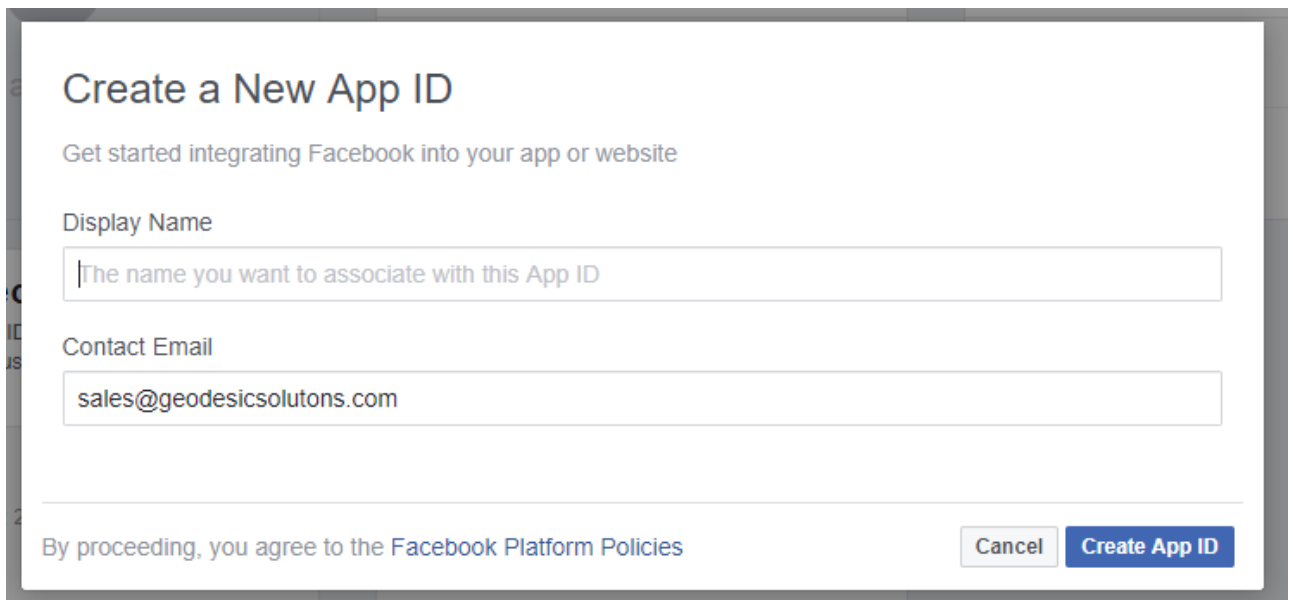 Create a New App ID
Get started integrating Facebook into your app or website
Display Name
The name you want to associate with this App ID
Contact Email
sales@geodesicsolutons.com
By proceeding, you agree to the Facebook Platform Policies
Cancel
Create App ID